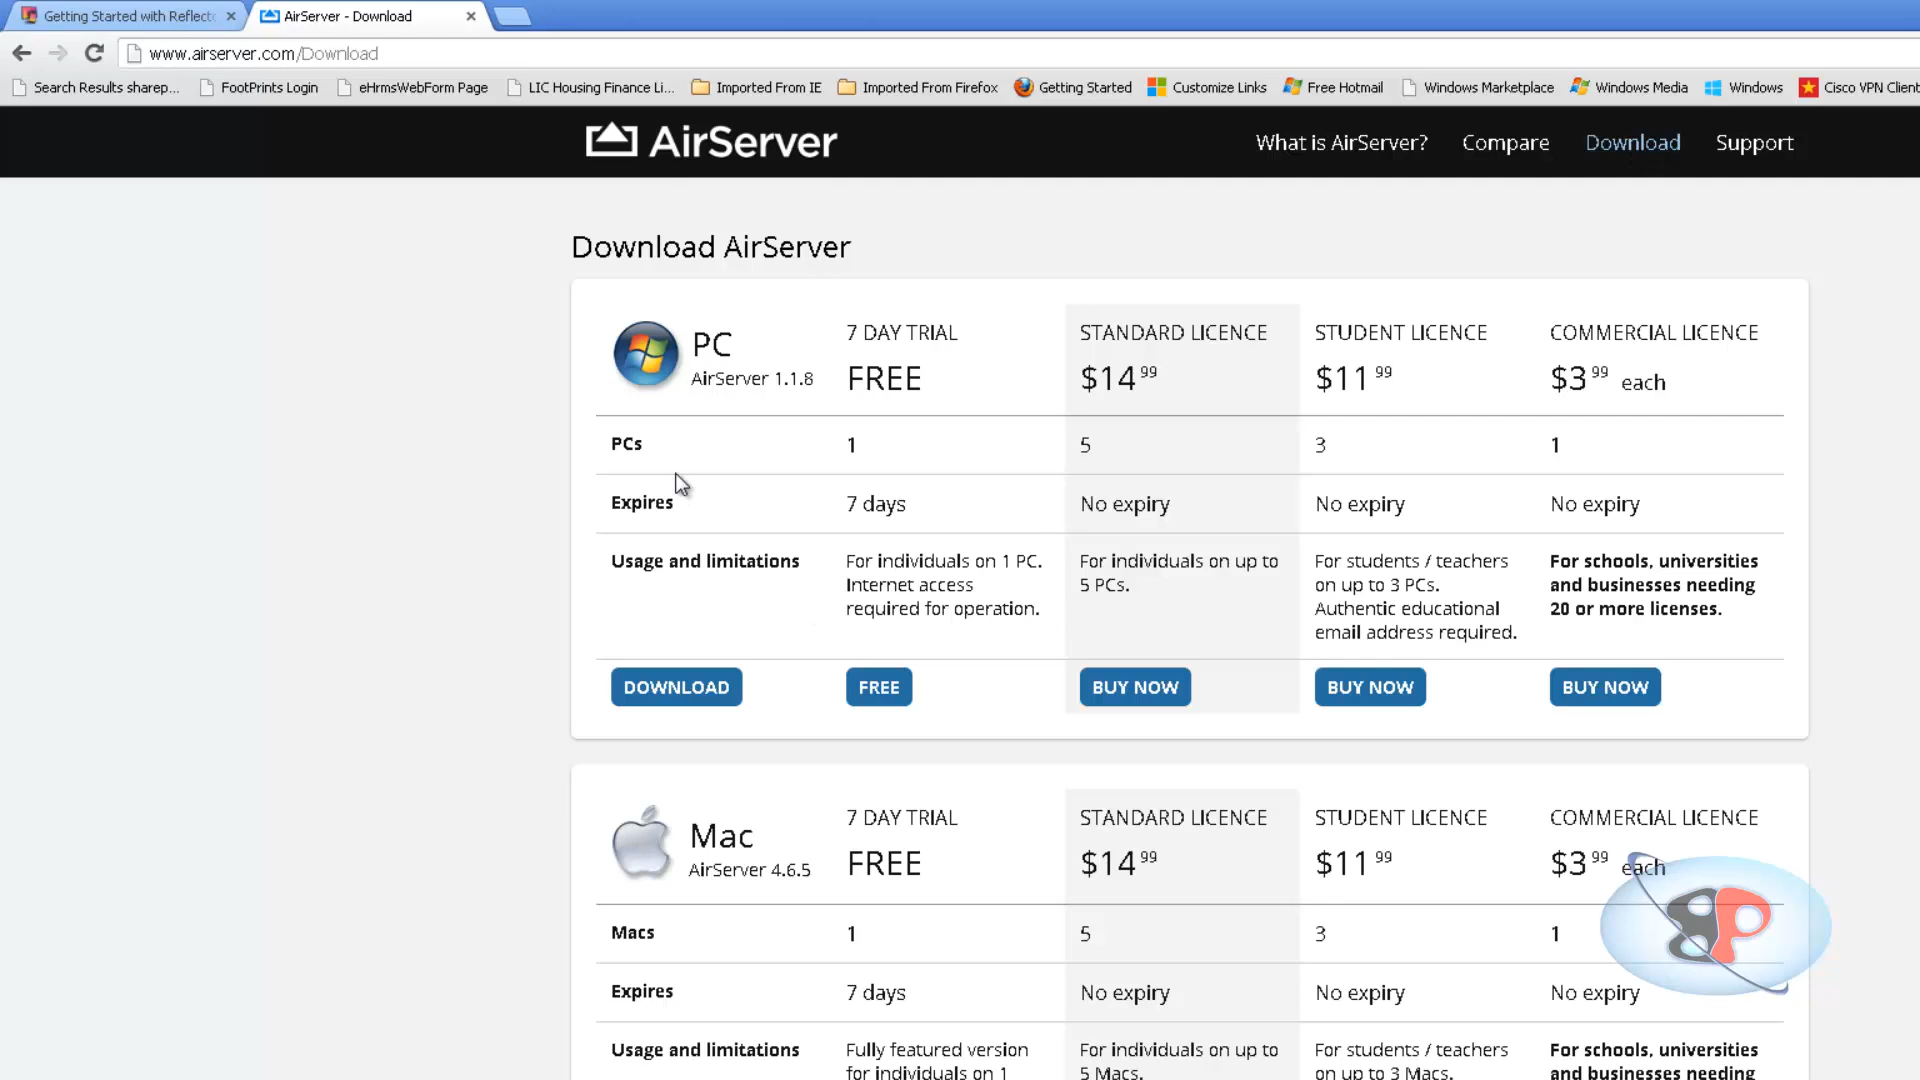 Getting Started with Reflecto
AirServer - Download
www.airserver.com/Download
Search Results sharep...
FootPrints Login
eHrmsWebForm Page
LIC Housing Finance Li...
Imported From IE
Imported From Firefox
Getting Started
Customize Links
Free Hotmail
Windows Marketplace
Windows Media
Windows
Cisco VPN Client
AirServer
What is AirServer?
Compare
Download
Support
Download AirServer
PC
AirServer 1.1.8
7 DAY TRIAL
FREE
STANDARD LICENCE
$14 99
STUDENT LICENCE
$11 99
COMMERCIAL LICENCE
$3 99 each
PCs 1 5 3 1
Expires 7 days No expiry No expiry No expiry
Usage and limitations
For individuals on 1 PC.
Internet access
required for operation.
For individuals on up to
5 PCs.
For students / teachers
on up to 3 PCs.
Authentic educational
email address required.
For schools, universities
and businesses needing
20 or more licenses.
DOWNLOAD FREE BUY NOW BUY NOW BUY NOW
Mac
AirServer 4.6.5
7 DAY TRIAL
FREE
STANDARD LICENCE
$14 99
STUDENT LICENCE
$11 99
COMMERCIAL LICENCE
$3 99 each
BP
Macs 1 5 3 1
Expires 7 days No expiry No expiry No expiry
Usage and limitations
Fully featured version
for individuals on 1
For individuals on up to
5 Macs.
For students / teachers
on up to 3 Macs.
For schools, universities
and businesses needing